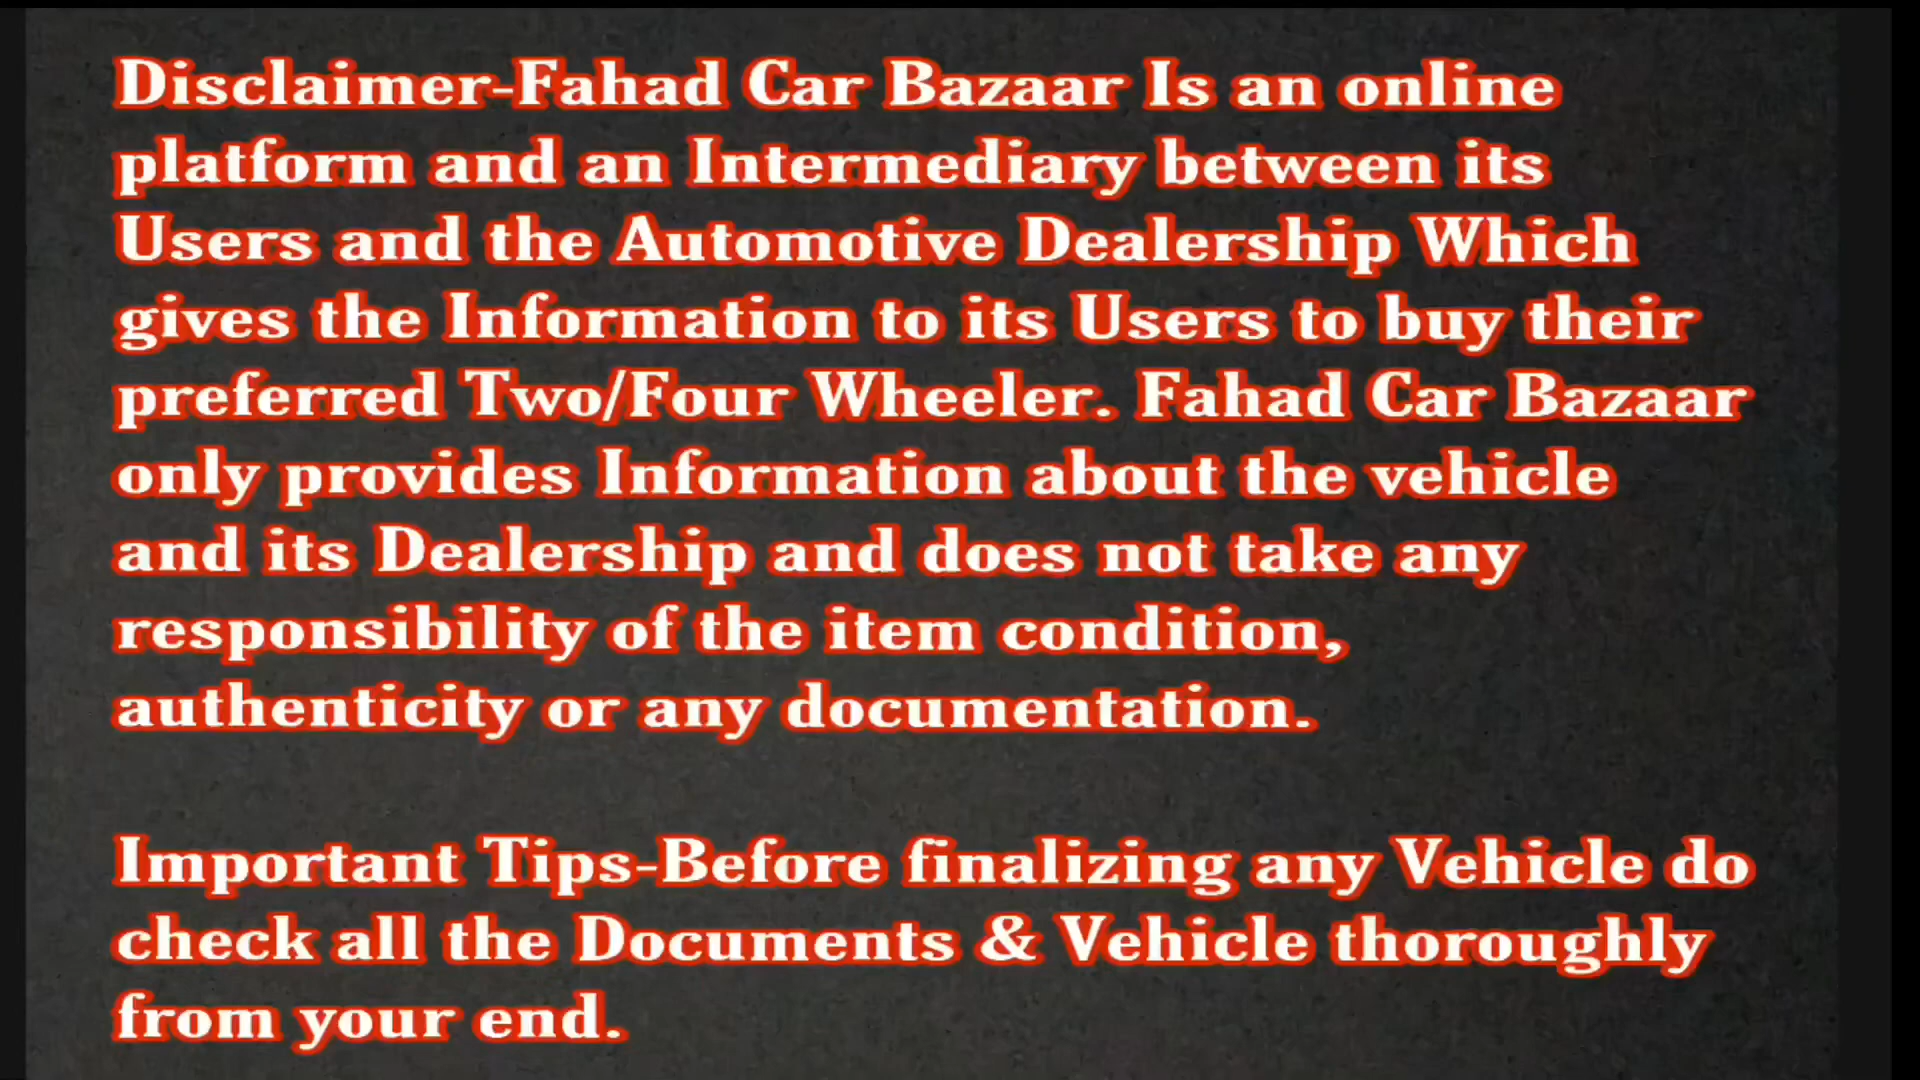 Disclaimer-Fahad Car Bazaar Is an online
platform and an Intermediary between its
Users and the Automotive Dealership Which
gives the Information to its Users to buy their
preferred Two/Four Wheeler. Fahad Car Bazaar
only provides Information about the vehicle
and its Dealership and does not take any
responsibility of the item condition,
authenticity or any documentation.
Important Tips-Before finalizing any Vehicle do
check all the Documents & Vehicle thoroughly
from your end.